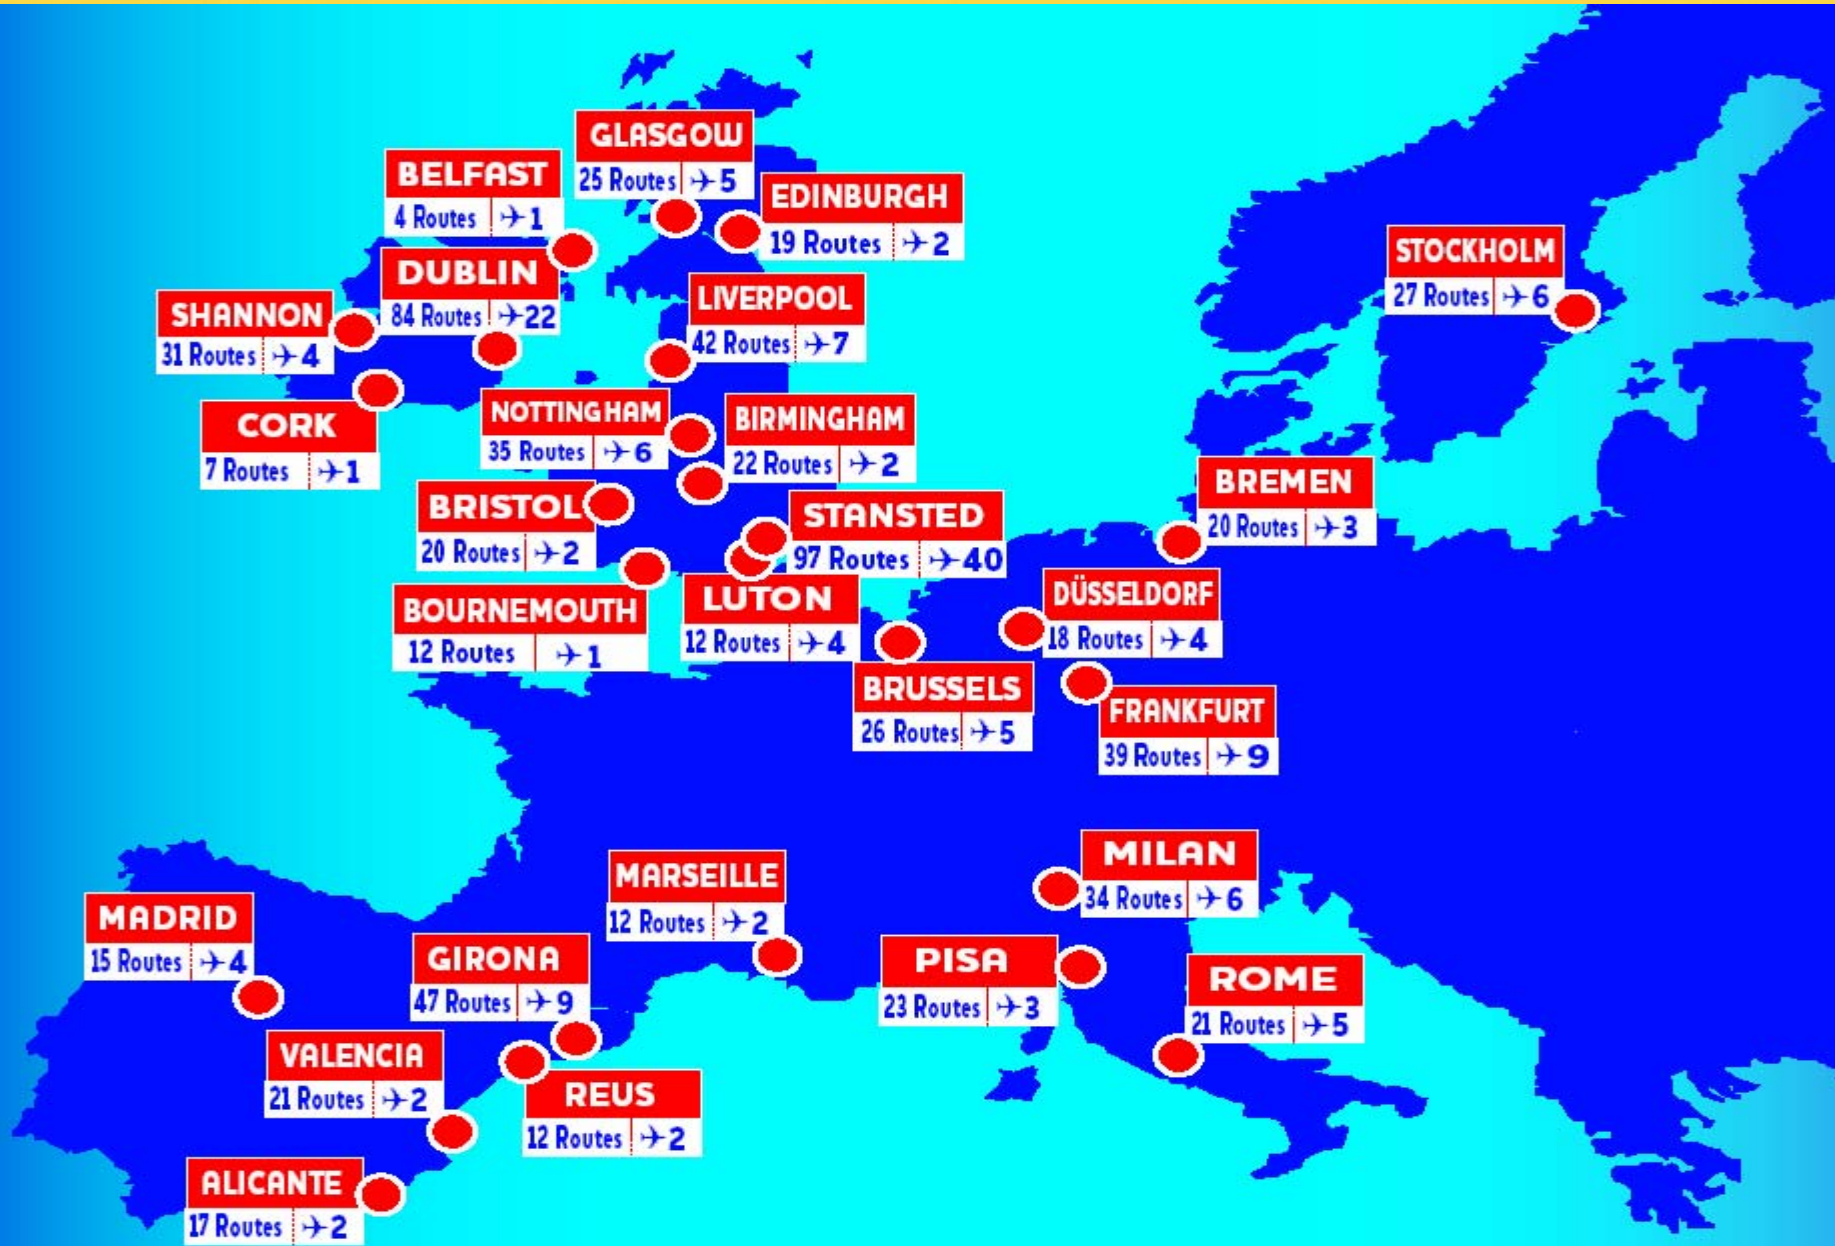 GLASGOW
25 Routes ✈5
BELFAST
4 Routes ✈1
EDINBURGH
19 Routes ✈2
STOCKHOLM
27 Routes ✈6
DUBLIN
84 Routes ✈22
LIVERPOOL
42 Routes ✈7
SHANNON
31 Routes ✈4
CORK
7 Routes ✈1
NOTTINGHAM
35 Routes ✈6
BIRMINGHAM
22 Routes ✈2
BREMEN
20 Routes ✈3
BRISTOL
20 Routes ✈2
STANSTED
97 Routes ✈40
BOURNEMOUTH
12 Routes ✈1
LUTON
12 Routes ✈4
DÜSSELDORF
18 Routes ✈4
BRUSSELS
26 Routes ✈5
FRANKFURT
39 Routes ✈9
MILAN
34 Routes ✈6
MARSEILLE
12 Routes ✈2
MADRID
15 Routes ✈4
GIRONA
47 Routes ✈9
PISA
23 Routes ✈3
ROME
21 Routes ✈5
VALENCIA
21 Routes ✈2
REUS
12 Routes ✈2
ALICANTE
17 Routes ✈2